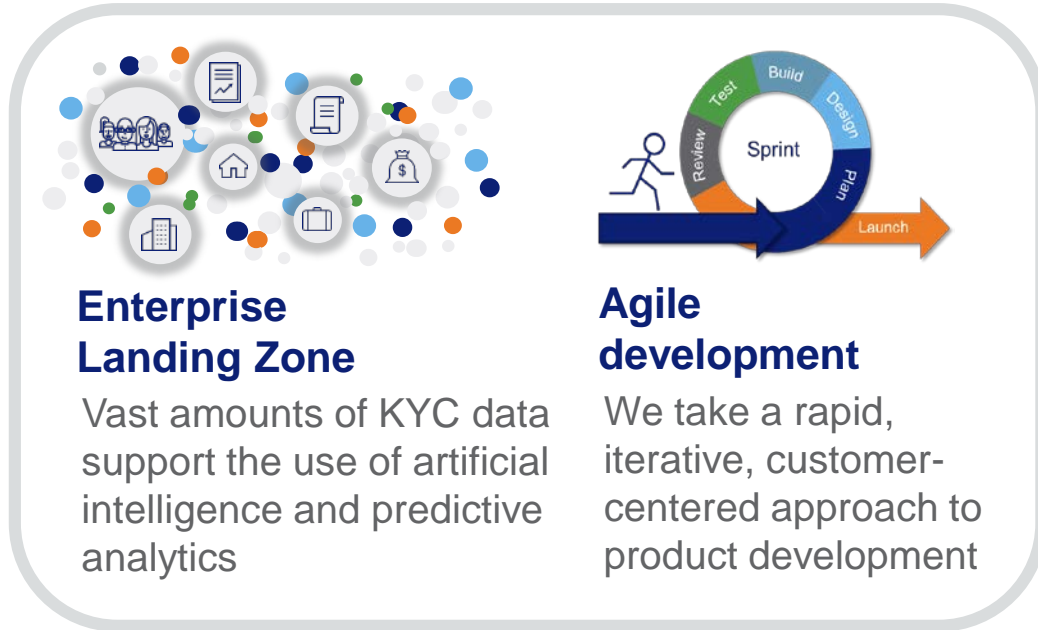 $
Enterprise
Landing Zone
Vast amounts of KYC data
support the use of artificial
intelligence and predictive
analytics
Review
Test
Build
Design
Plan
Sprint
Launch
Agile
development
We take a rapid,
iterative, customer-
centered approach to
product development